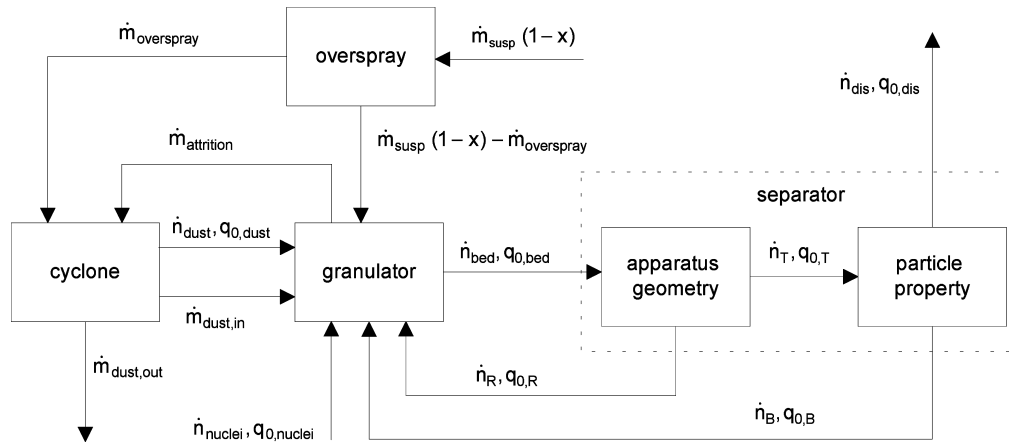 ṁoverspray
overspray
ṁsusp (1 – x)
ṅdis, q0,dis
ṁattrition
ṁsusp (1 – x) – ṁoverspray
separator
ṅdust, q0,dust
cyclone
granulator
ṅbed, q0,bed
apparatus
geometry
ṅT, q0,T
particle
property
ṁdust,in
ṁdust,out
ṅR, q0,R
ṅnuclei, q0,nuclei
ṅB, q0,B